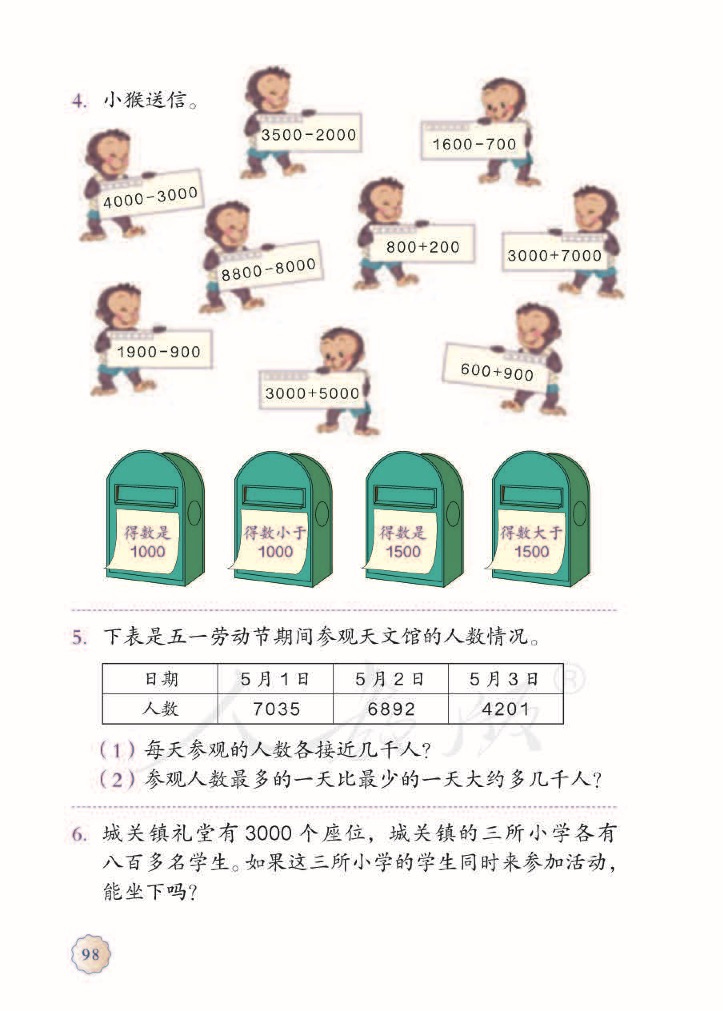 4. 小猴送信。
3500-2000
1600-700
4000-3000
800+200
3000+7000
8800-8000
1900-900
3000+5000
600+900
得数是
1000
得数小于
1000
得数是
1500
得数大于
1500
5. 下表是五一劳动节期间参观天文馆的人数情况。
日期 5月1日 5月2日 5月3日
人数 7035 6892 4201
(1) 每天参观的人数各接近几千人?
(2) 参观人数最多的一天比最少的一天大约多几千人?
6. 城关镇礼堂有 3000 个座位，城关镇的三所小学各有
八百多名学生。如果这三所小学的学生同时来参加活动，
能坐下吗?
人教版®
98